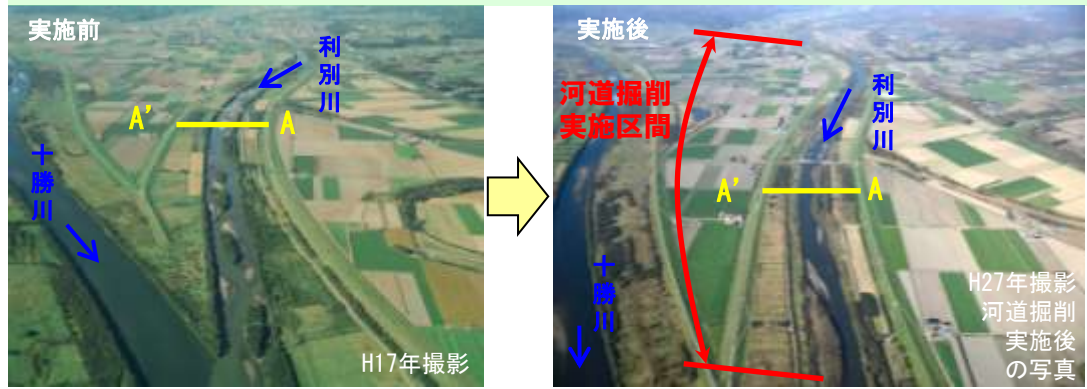 実施前
利別川
A'
A
十勝川
H17年撮影
実施後
河道掘削
実施区間
利別川
A'
A
十勝川
H27年撮影
河道掘削
実施後
の写真